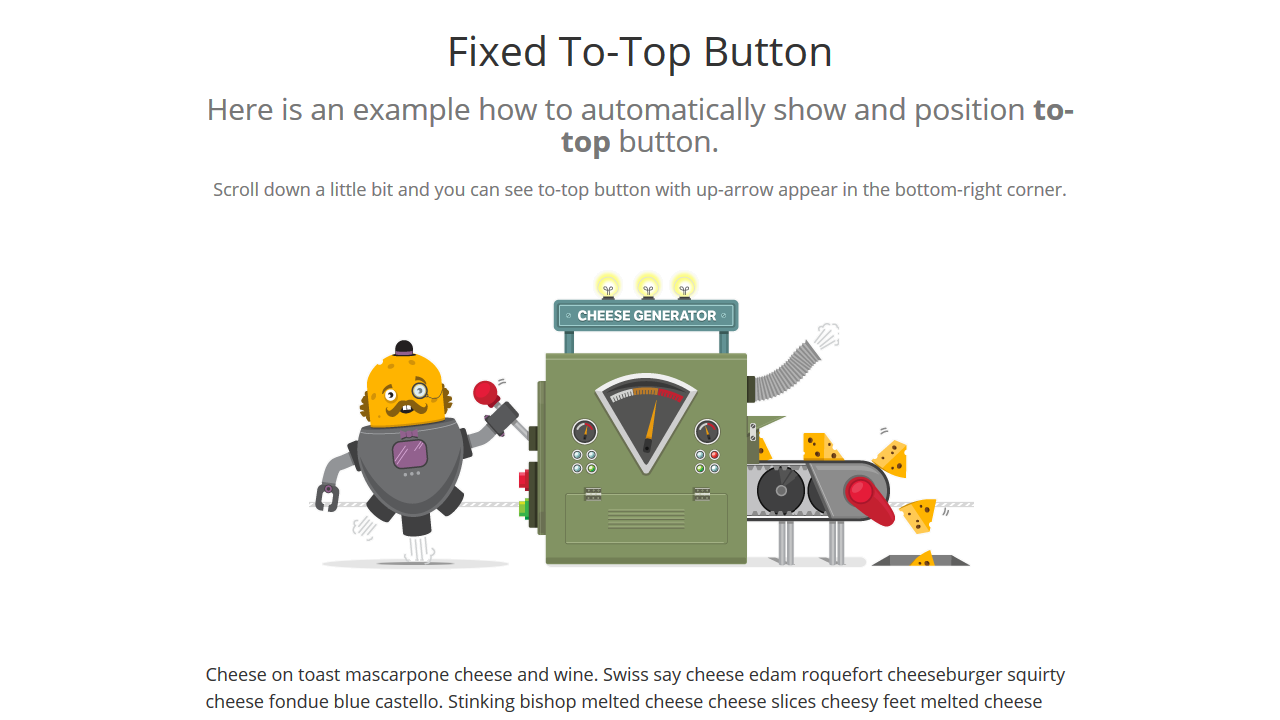 Fixed To-Top Button
Here is an example how to automatically show and position to-
top button.
Scroll down a little bit and you can see to-top button with up-arrow appear in the bottom-right corner.
CHEESE GENERATOR
Cheese on toast mascarpone cheese and wine. Swiss say cheese edam roquefort cheeseburger squirty
cheese fondue blue castello. Stinking bishop melted cheese cheese slices cheesy feet melted cheese